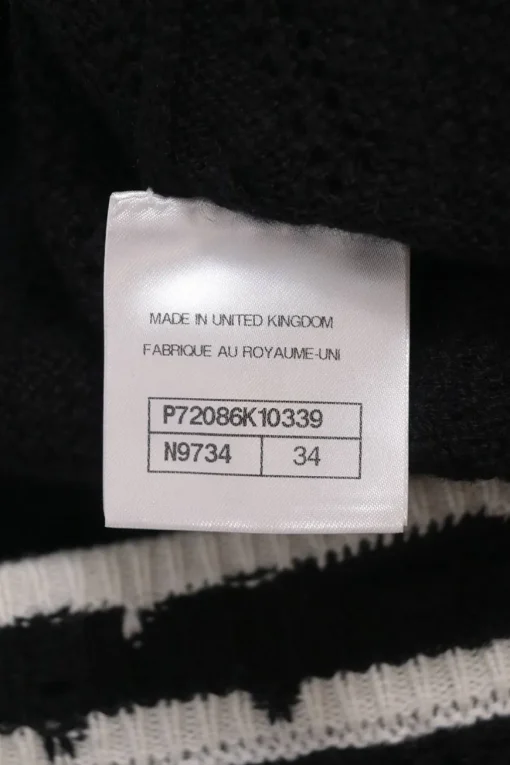 MADE IN UNITED KINGDOM
FABRIQUE AU ROYAUME-UNI
P72086K10339
N9734 34